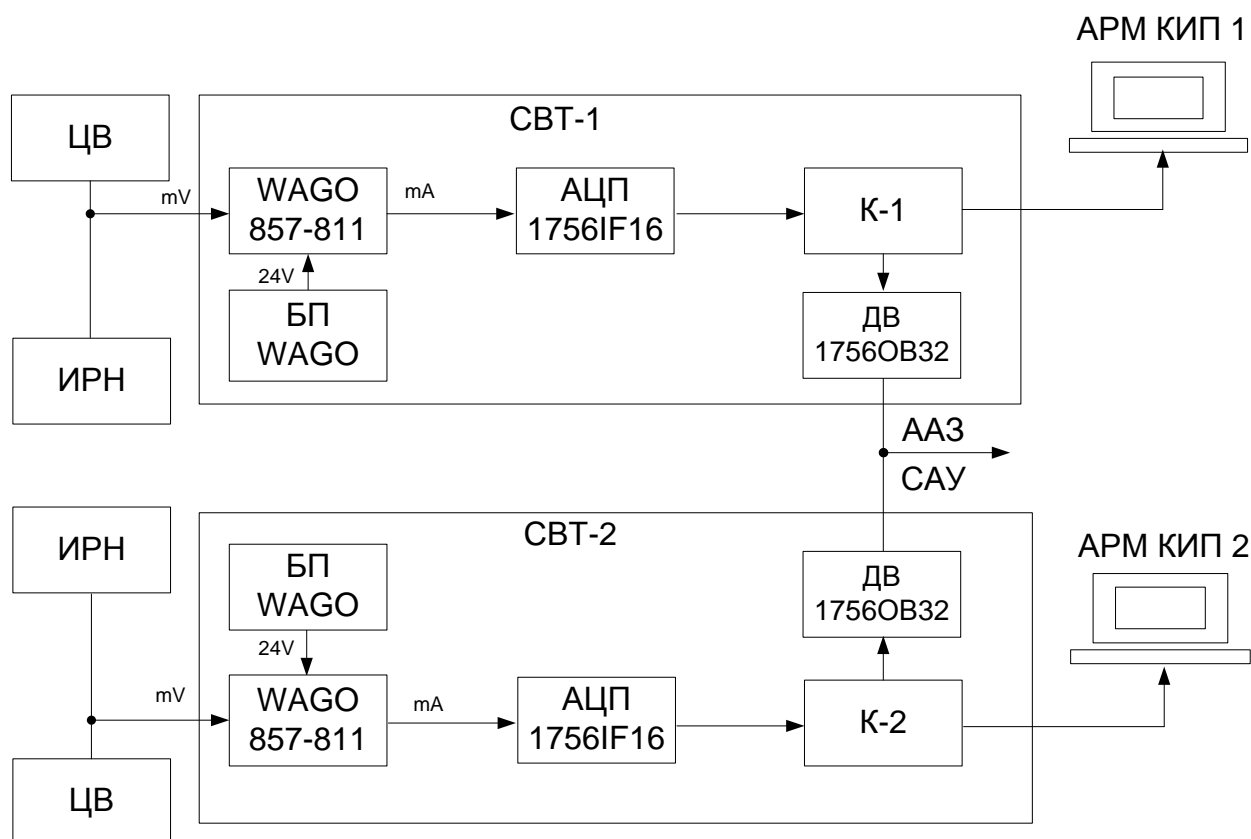 АРМ КИП 1
ЦВ
СВТ-1
mV
WAGO
857-811
mA
АЦП
1756IF16
К-1
24V
БП
WAGO
ДВ
1756OB32
ИРН
ААЗ
САУ
ИРН
СВТ-2
АРМ КИП 2
БП
WAGO
ДВ
1756OB32
24V
mV
WAGO
857-811
mA
АЦП
1756IF16
К-2
ЦВ